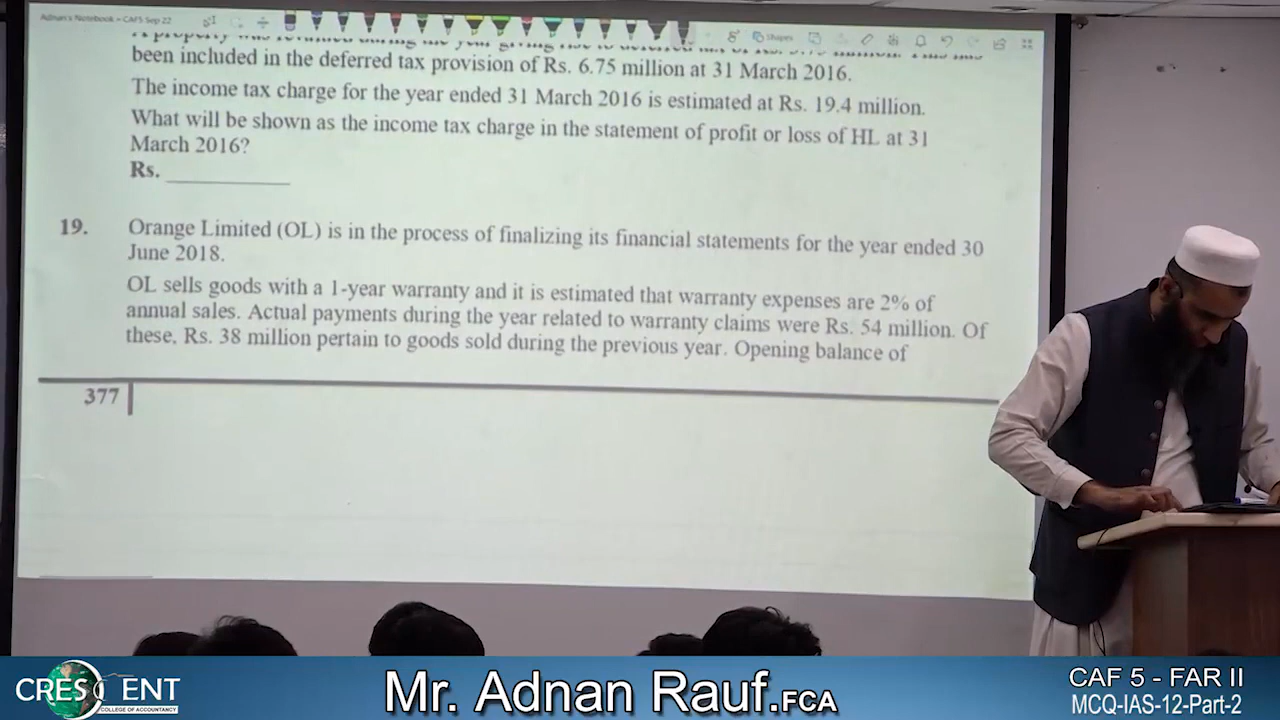 Adnan's Notebook - CAF5 Sep 22
Shapes
been included in the deferred tax provision of Rs. 6.75 million at 31 March 2016.
The income tax charge for the year ended 31 March 2016 is estimated at Rs. 19.4 million.
What will be shown as the income tax charge in the statement of profit or loss of HL at 31
March 2016?
Rs. ____________
19. Orange Limited (OL) is in the process of finalizing its financial statements for the year ended 30
June 2018.
OL sells goods with a 1-year warranty and it is estimated that warranty expenses are 2% of
annual sales. Actual payments during the year related to warranty claims were Rs. 54 million. Of
these, Rs. 38 million pertain to goods sold during the previous year. Opening balance of
377
CRESCENT
COLLEGE OF ACCOUNTANCY
Mr. Adnan Rauf.FCA
CAF 5 - FAR II
MCQ-IAS-12-Part-2